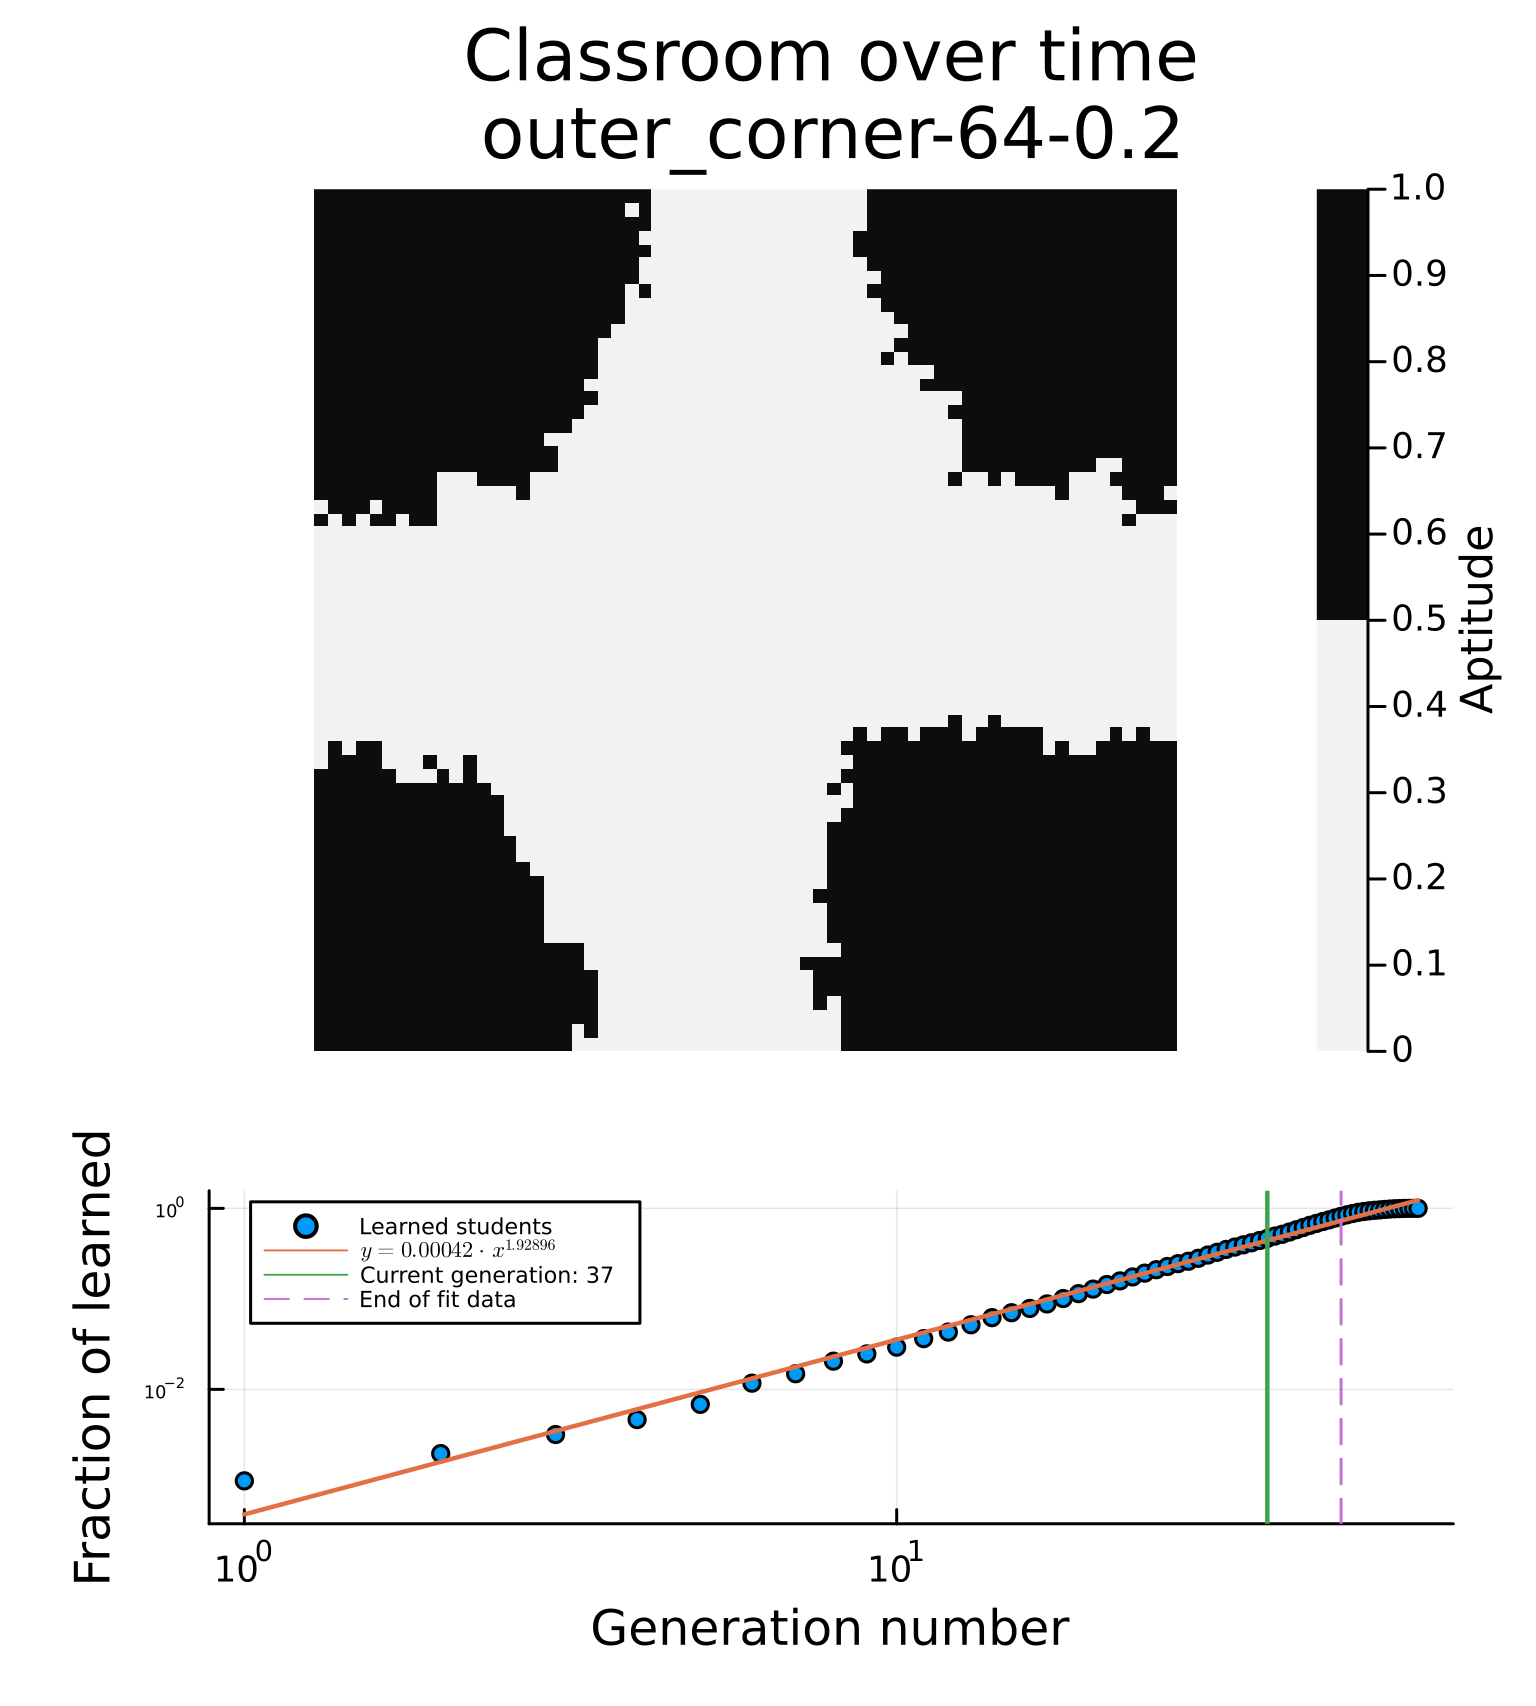 Classroom over time
outer_corner-64-0.2
1.0
0.9
0.8
0.7
0.6
0.5
0.4
0.3
0.2
0.1
0
Aptitude
Fraction of learned
10⁰
10⁻²
Learned students
y = 0.00042 · x^1.92896
Current generation: 37
End of fit data
10⁰
10¹
Generation number